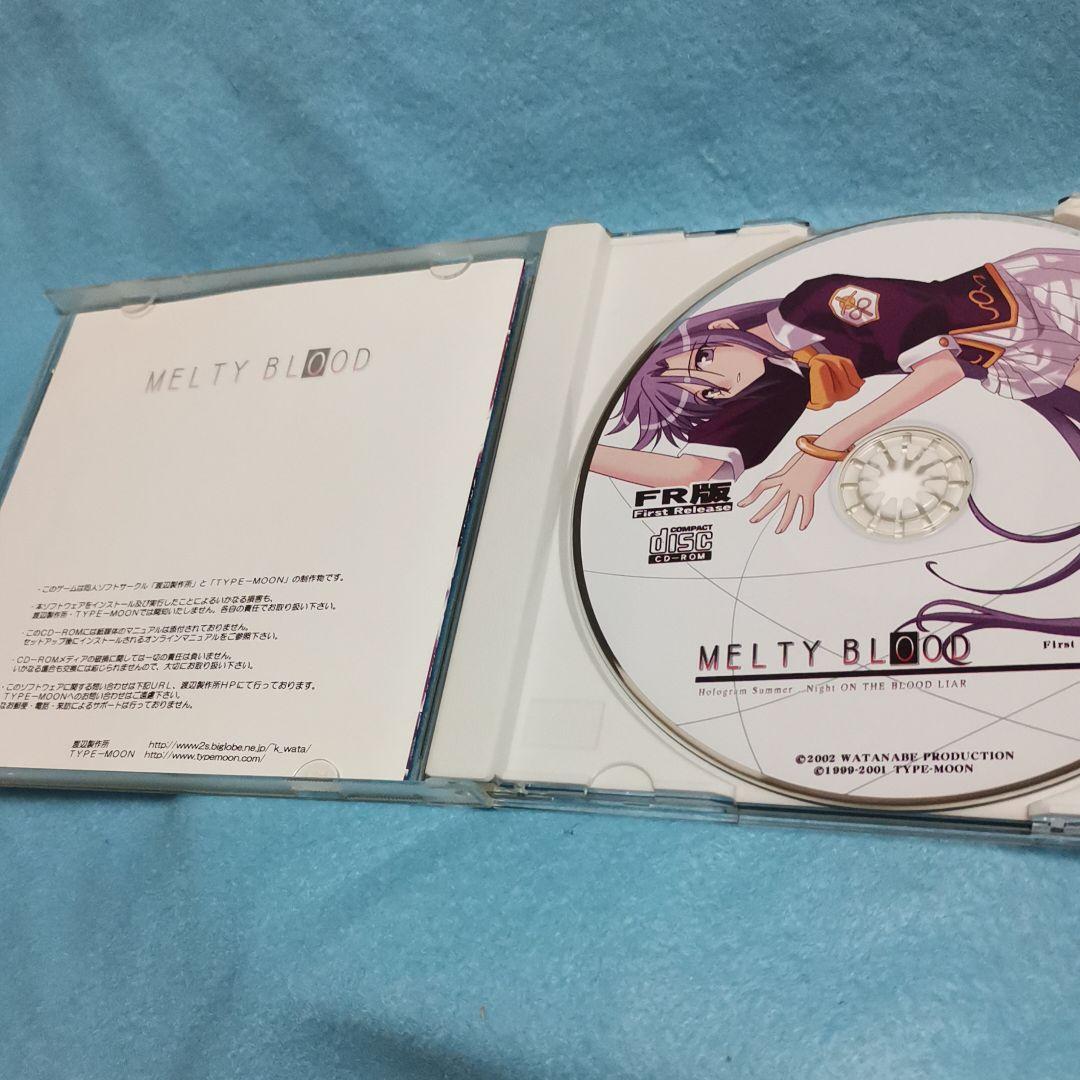 MELTY BLOOD
・このゲームは同人ソフトサークル「渡辺製作所」と「TYPE－MOON」の制作物です。
・本ソフトウェアをインストール及び実行したことによるいかなる損害も、
渡辺製作所・TYPE－MOONでは関知いたしません。各自の責任でお取り扱い下さい。
・このCD－ROMには紙媒体のマニュアルは添付されておりません。
セットアップ後にインストールされるオンラインマニュアルをご参照下さい。
・CD－ROMメディアの破損に関しては一切の責任は負いません。
いかなる場合も交換には応じられませんので、大切にお取り扱い下さい。
・このソフトウェアに関する問い合わせは下記URL、渡辺製作所HPにて行っております。
TYPE－MOONへのお問い合わせはご遠慮下さい。
なお郵便・電話・来訪によるサポートは行っておりません。
渡辺製作所 http://www2s.biglobe.ne.jp/~k_wata/
TYPE－MOON http://www.typemoon.com/
FR版
First Release
COMPACT
disc
CD-ROM
MELTY BLOOD
First
Hologram Summer Night ON THE BLOOD LIAR
©2002 WATANABE PRODUCTION
©1999-2001 TYPE-MOON